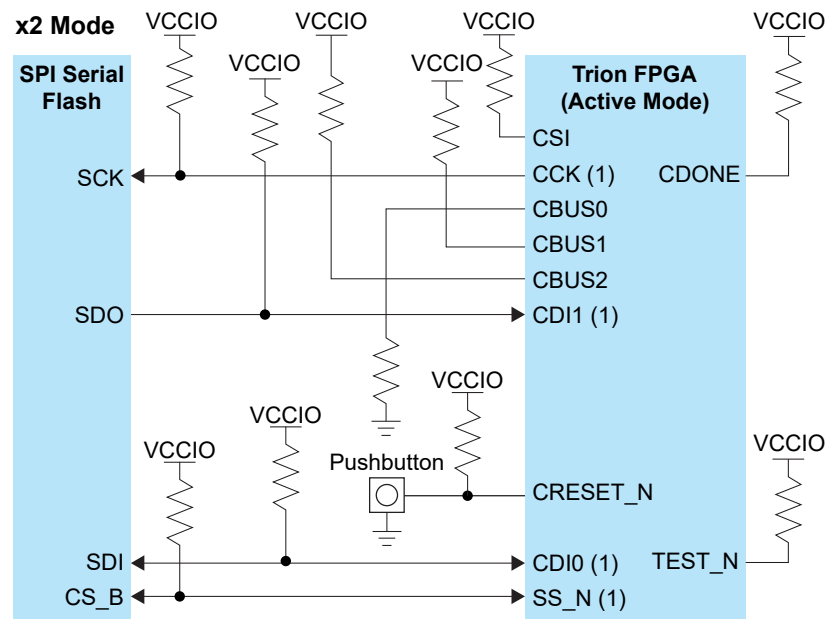 x2 Mode
VCCIO
VCCIO
VCCIO
VCCIO
VCCIO
VCCIO
VCCIO
SPI Serial
Flash
Trion FPGA
(Active Mode)
CSI
SCK
CCK (1)
CDONE
CBUS0
CBUS1
CBUS2
SDO
CDI1 (1)
VCCIO
VCCIO
VCCIO
VCCIO
Pushbutton
CRESET_N
SDI
CDI0 (1)
TEST_N
CS_B
SS_N (1)